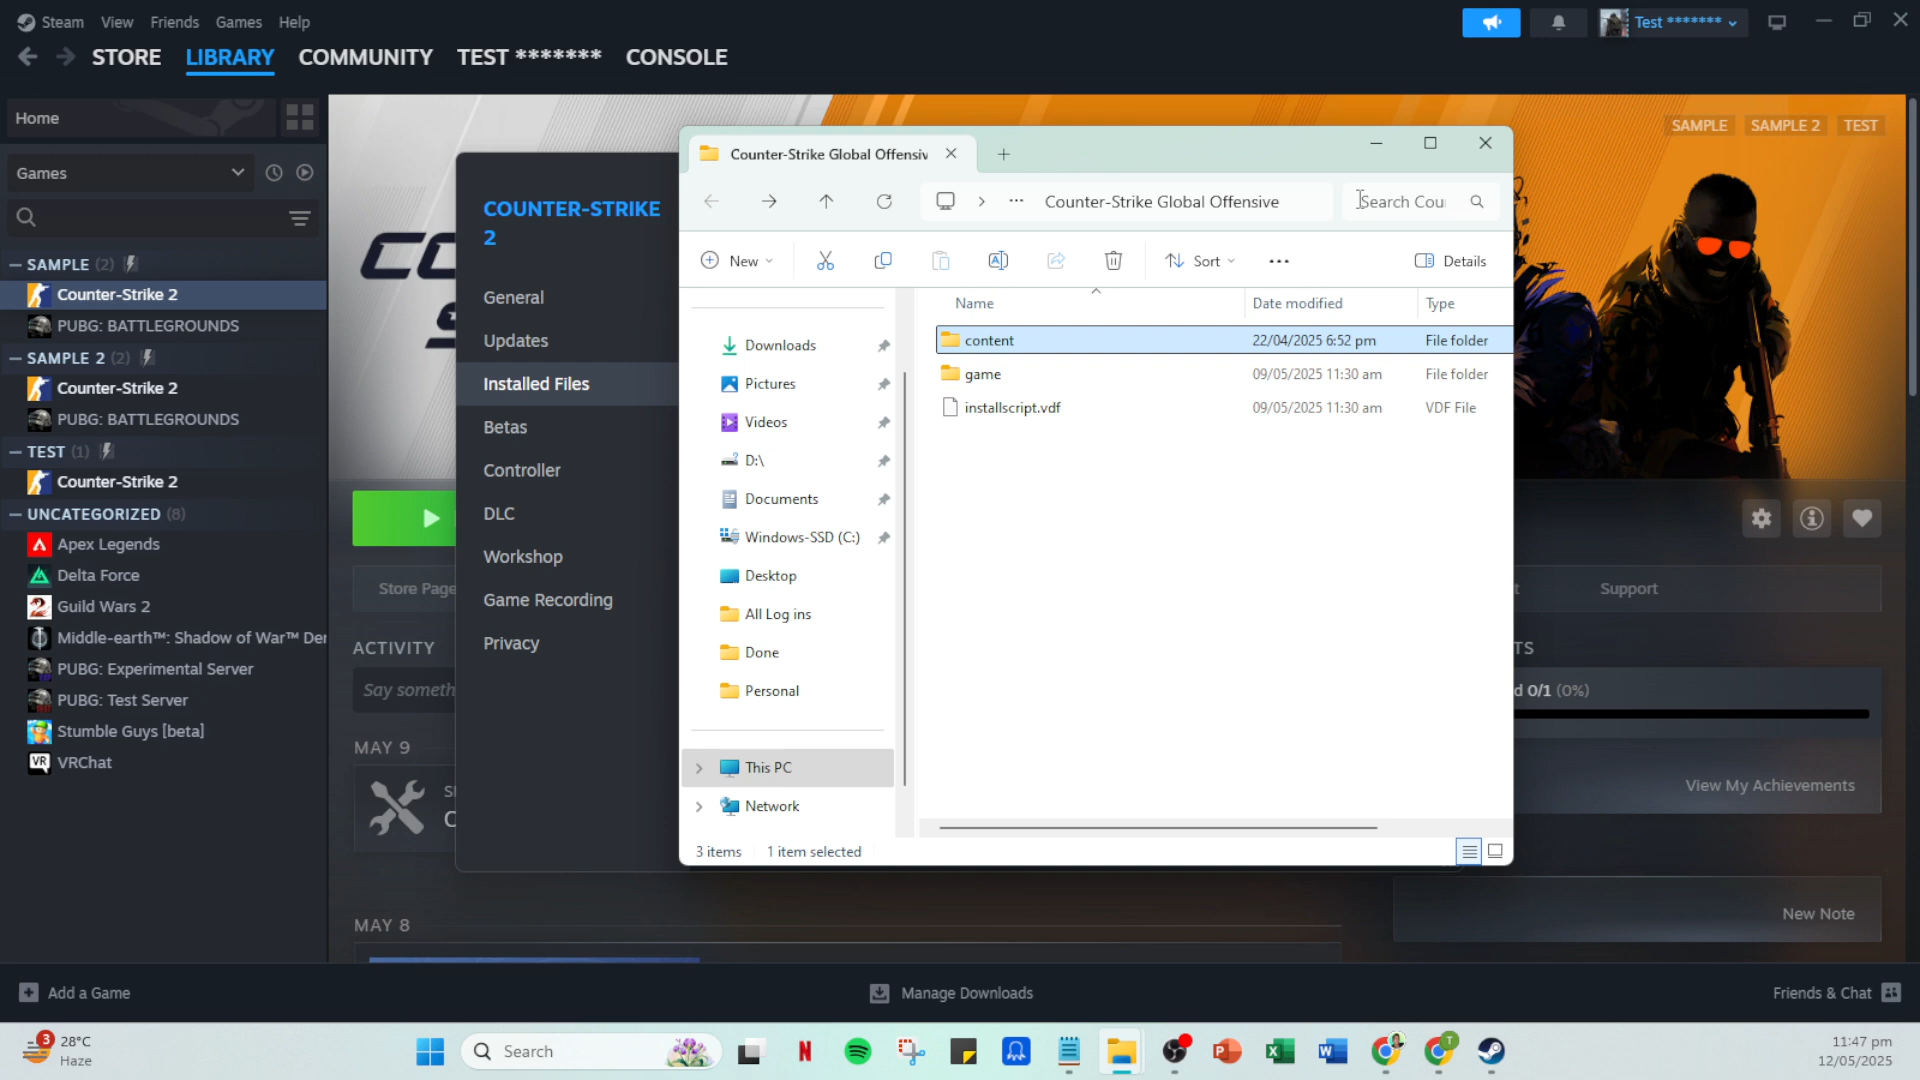 Steam View Friends Games Help
Test *******
STORE LIBRARY COMMUNITY TEST ******* CONSOLE
Home
Games
SAMPLE (2)
Counter-Strike 2
PUBG: BATTLEGROUNDS
SAMPLE 2 (2)
Counter-Strike 2
PUBG: BATTLEGROUNDS
TEST (1)
Counter-Strike 2
UNCATEGORIZED (8)
Apex Legends
Delta Force
Guild Wars 2
Middle-earth™: Shadow of War™ Der
PUBG: Experimental Server
PUBG: Test Server
Stumble Guys [beta]
VRChat
VR
SAMPLE SAMPLE 2 TEST
Store Page
Support
ACTIVITY
Say someth
MAY 9
MAY 8
TS
d 0/1 (0%)
View My Achievements
New Note
COUNTER-STRIKE
2
General
Updates
Installed Files
Betas
Controller
DLC
Workshop
Game Recording
Privacy
Counter-Strike Global Offensiv
Counter-Strike Global Offensive
Search Cou
New
Sort
Details
Downloads
Pictures
Videos
D:\
Documents
Windows-SSD (C:)
Desktop
All Log ins
Done
Personal
This PC
Network
Name Date modified Type
content 22/04/2025 6:52 pm File folder
game 09/05/2025 11:30 am File folder
installscript.vdf 09/05/2025 11:30 am VDF File
3 items 1 item selected
Add a Game
Manage Downloads
Friends & Chat
3
28°C
Haze
Search
T
11:47 pm
12/05/2025